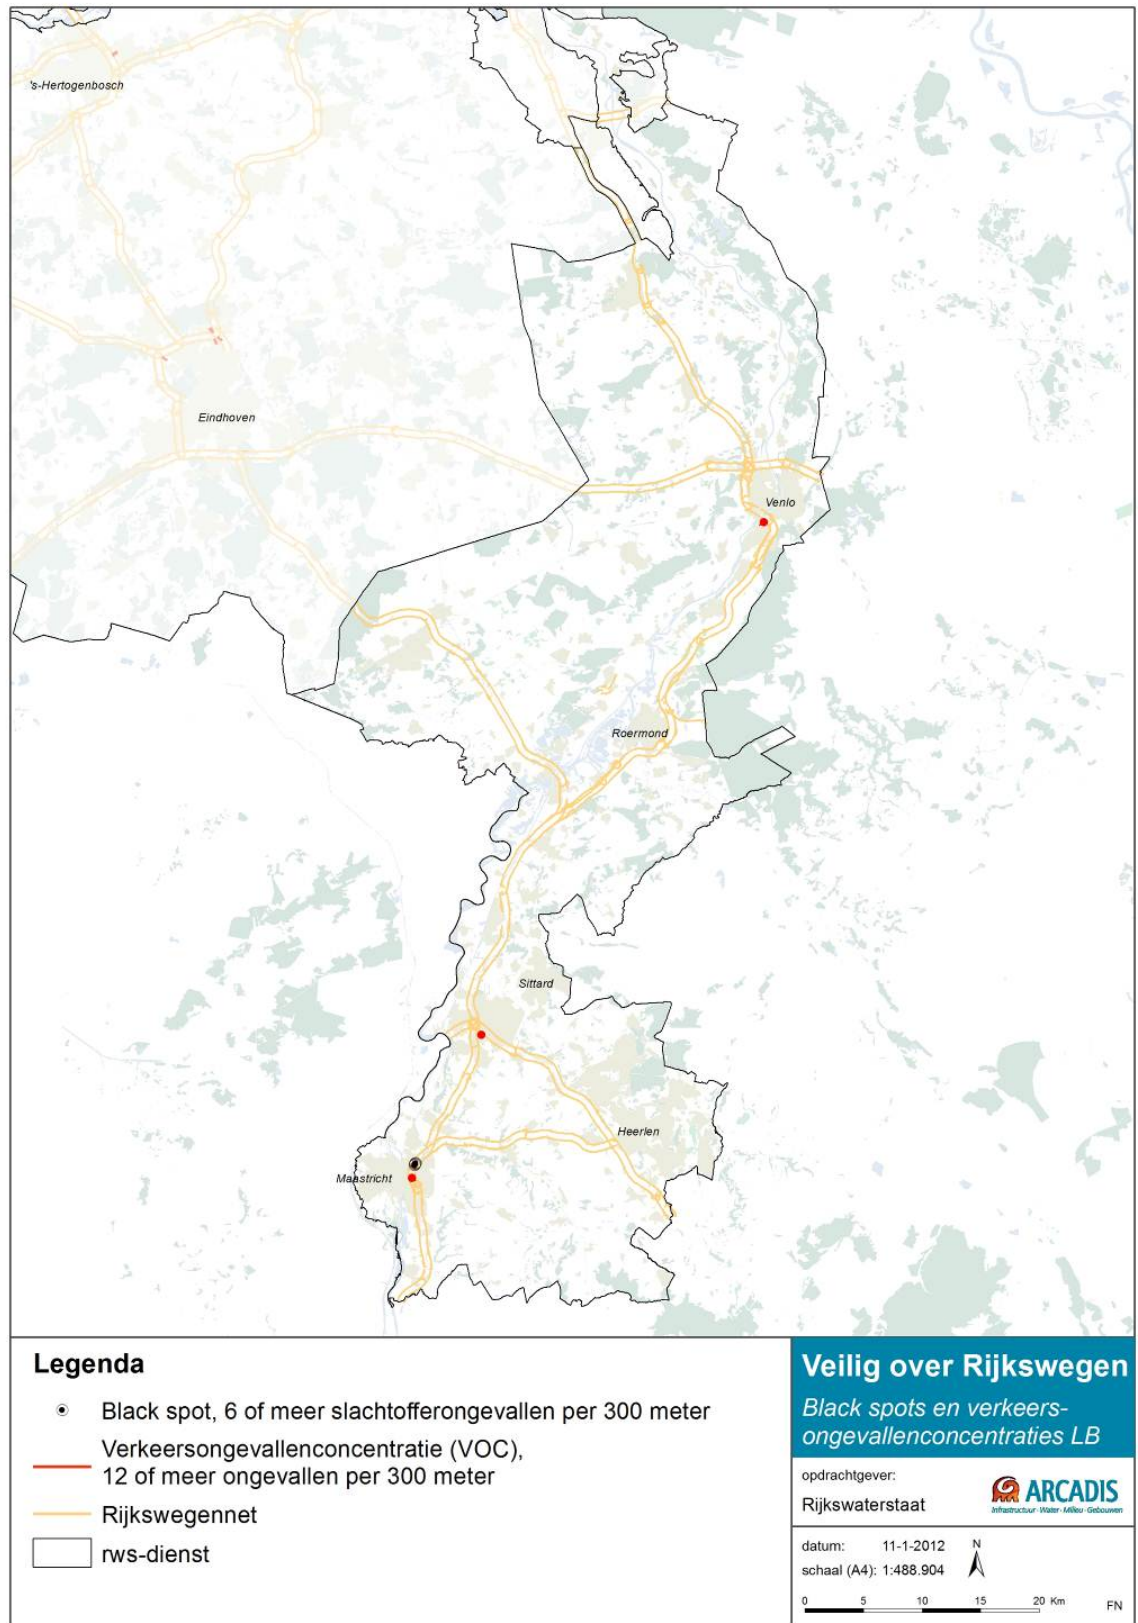 's-Hertogenbosch
Eindhoven
Venlo
Roermond
Sittard
Heerlen
Maastricht
Legenda
Black spot, 6 of meer slachtofferongevallen per 300 meter
Verkeersongevallenconcentratie (VOC),
12 of meer ongevallen per 300 meter
Rijkswegennet
rws-dienst
Veilig over Rijkswegen
Black spots en verkeers-
ongevallenconcentraties LB
opdrachtgever:
Rijkswaterstaat
ARCADIS
Infrastructuur · Water · Milieu · Gebouwen
datum: 11-1-2012
N
schaal (A4): 1:488.904
0 5 10 15 20 Km
FN